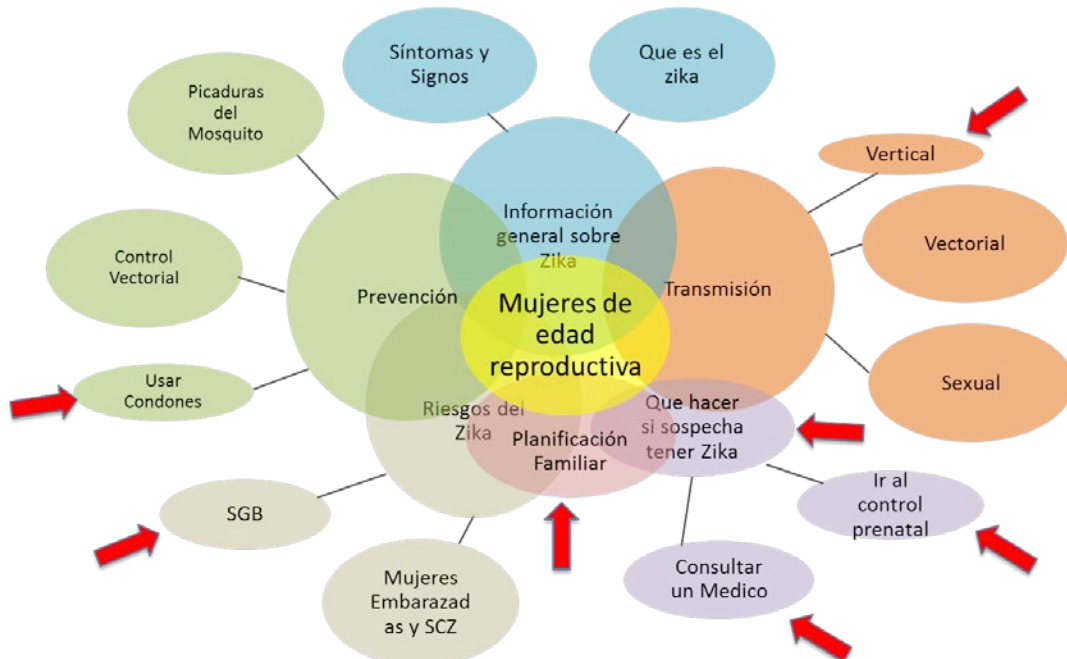 Síntomas y
Signos
Que es el
zika
Picaduras
del
Mosquito
Vertical
Información
general sobre
Zika
Control
Vectorial
Vectorial
Prevención
Transmisión
Mujeres de
edad
reproductiva
Usar
Condones
Sexual
Riesgos del
Zika
Que hacer
si sospecha
tener Zika
Planificación
Familiar
SGB
Ir al
control
prenatal
Mujeres
Embarazad
as y SCZ
Consultar
un Medico